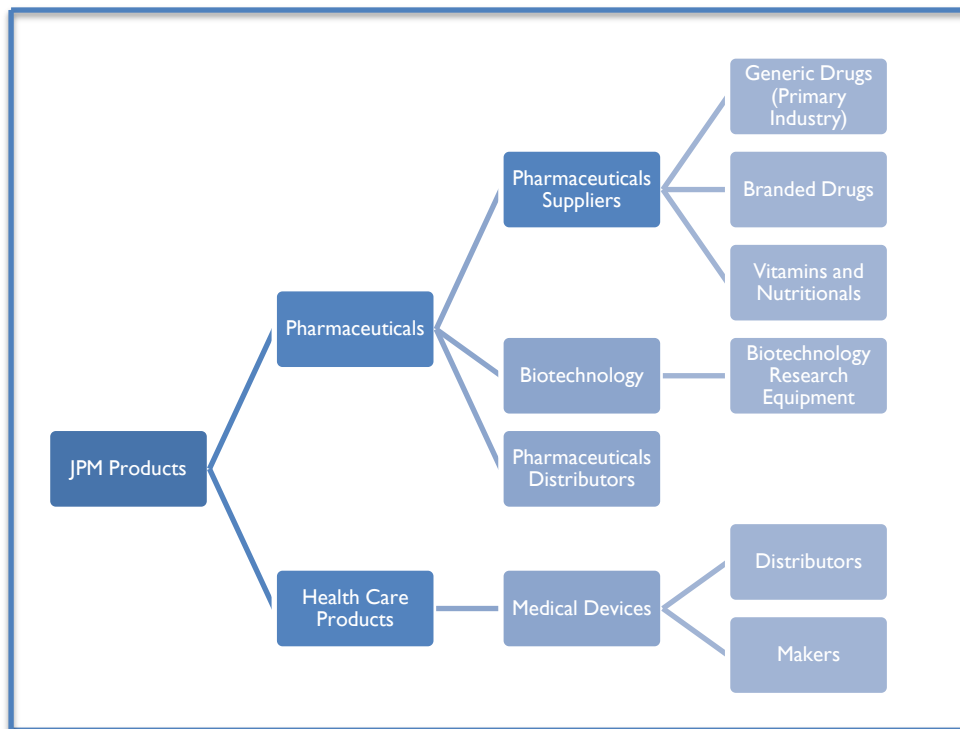 JPM Products
Pharmaceuticals
Pharmaceuticals
Suppliers
Generic Drugs
(Primary
Industry)
Branded Drugs
Vitamins and
Nutritionals
Biotechnology
Biotechnology
Research
Equipment
Pharmaceuticals
Distributors
Health Care
Products
Medical Devices
Distributors
Makers